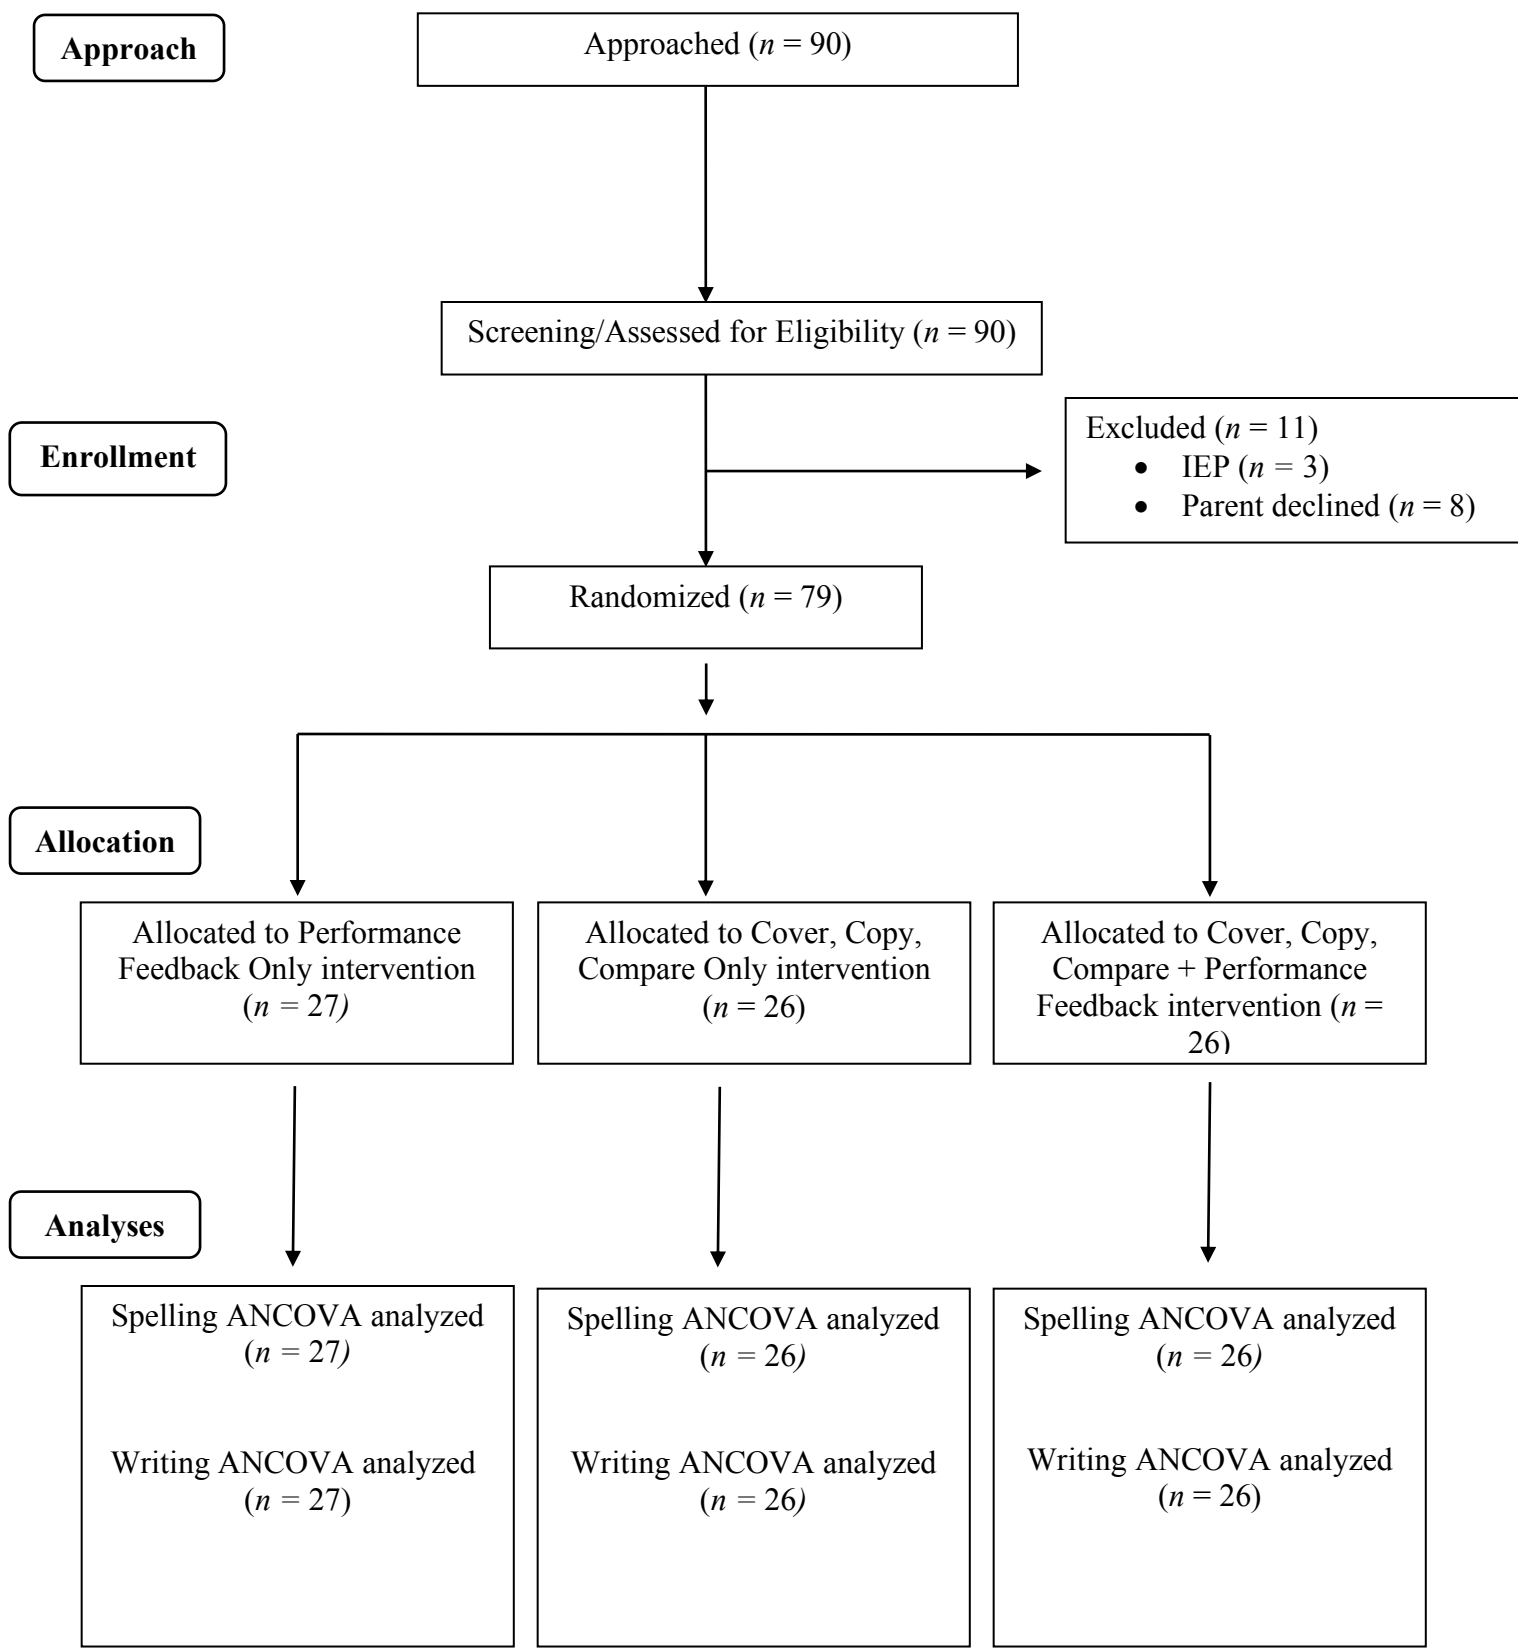 Approach
Approached (n = 90)
Screening/Assessed for Eligibility (n = 90)
Enrollment
Excluded (n = 11)
• IEP (n = 3)
• Parent declined (n = 8)
Randomized (n = 79)
Allocation
Allocated to Performance
Feedback Only intervention
(n = 27)
Allocated to Cover, Copy,
Compare Only intervention
(n = 26)
Allocated to Cover, Copy,
Compare + Performance
Feedback intervention (n =
26)
Analyses
Spelling ANCOVA analyzed
(n = 27)
Writing ANCOVA analyzed
(n = 27)
Spelling ANCOVA analyzed
(n = 26)
Writing ANCOVA analyzed
(n = 26)
Spelling ANCOVA analyzed
(n = 26)
Writing ANCOVA analyzed
(n = 26)